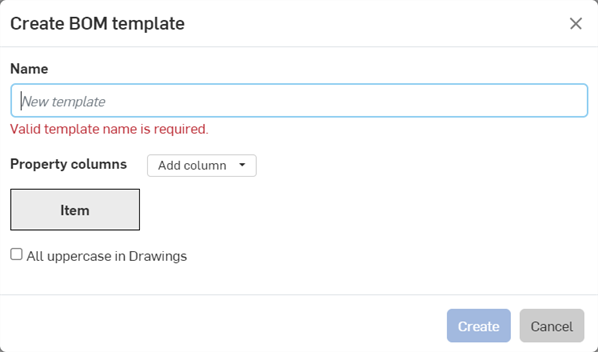 Create BOM template
Name
New template
Valid template name is required.
Property columns Add column
Item
All uppercase in Drawings
Create Cancel